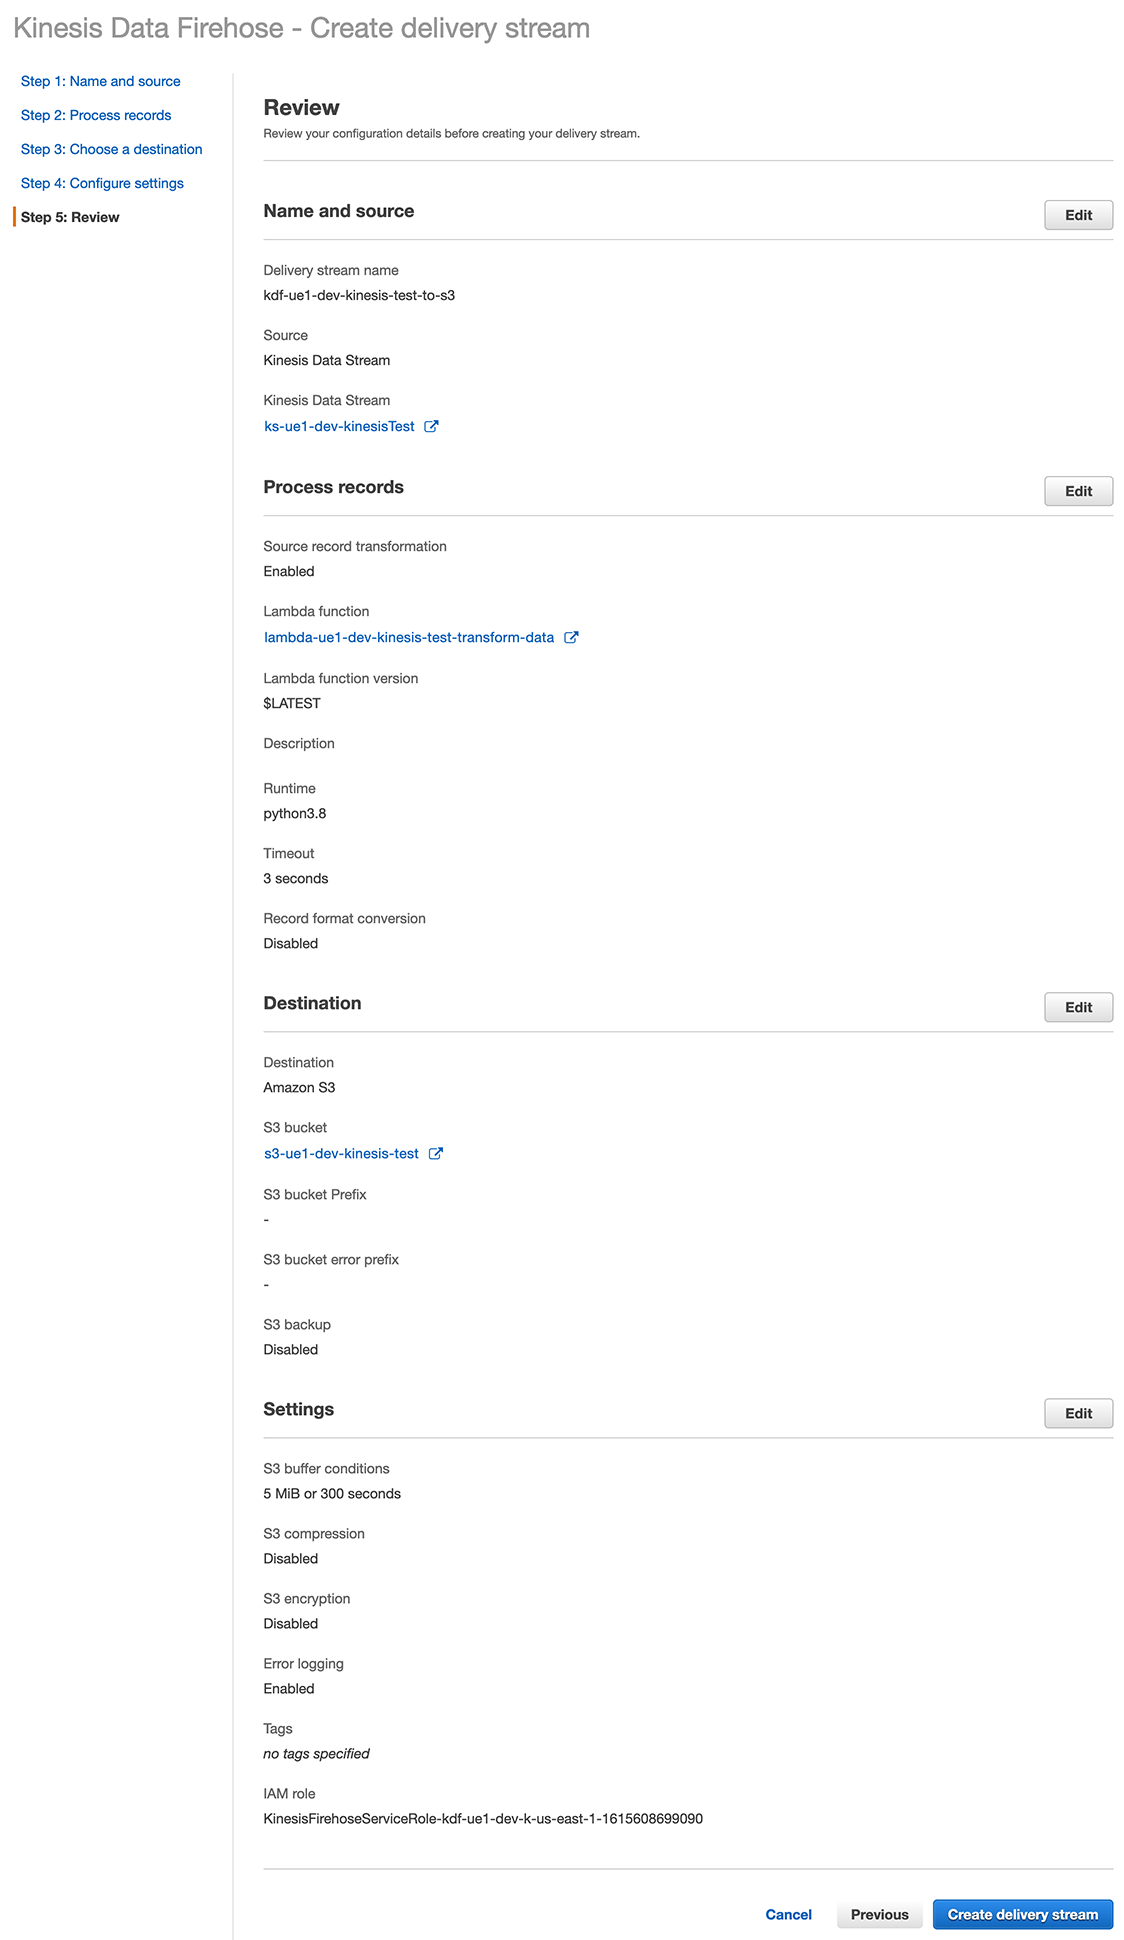 Kinesis Data Firehose - Create delivery stream
Step 1: Name and source
Step 2: Process records
Step 3: Choose a destination
Step 4: Configure settings
Step 5: Review
Review
Review your configuration details before creating your delivery stream.
Name and source
Edit
Delivery stream name
kdf-ue1-dev-kinesis-test-to-s3
Source
Kinesis Data Stream
Kinesis Data Stream
ks-ue1-dev-kinesisTest
Process records
Edit
Source record transformation
Enabled
Lambda function
lambda-ue1-dev-kinesis-test-transform-data
Lambda function version
$LATEST
Description
Runtime
python3.8
Timeout
3 seconds
Record format conversion
Disabled
Destination
Edit
Destination
Amazon S3
S3 bucket
s3-ue1-dev-kinesis-test
S3 bucket Prefix
-
S3 bucket error prefix
-
S3 backup
Disabled
Settings
Edit
S3 buffer conditions
5 MiB or 300 seconds
S3 compression
Disabled
S3 encryption
Disabled
Error logging
Enabled
Tags
no tags specified
IAM role
KinesisFirehoseServiceRole-kdf-ue1-dev-k-us-east-1-1615608699090
Cancel
Previous
Create delivery stream